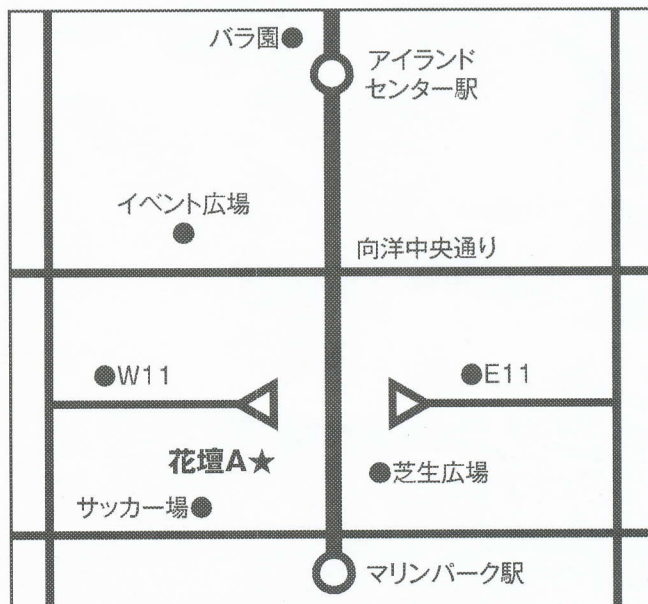 バラ園
アイランド
センター駅
イベント広場
向洋中央通り
W11
E11
花壇A★
芝生広場
サッカー場
マリンパーク駅